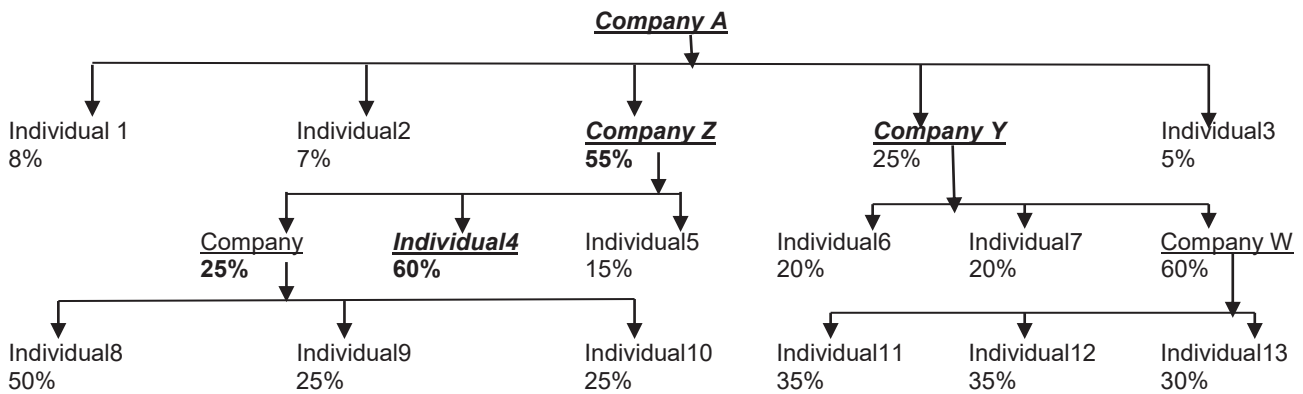 Company A
Individual 1 Individual2 Company Z Company Y Individual3
8% 7% 55% 25% 5%
Company Individual4 Individual5 Individual6 Individual7 Company W
25% 60% 15% 20% 20% 60%
Individual8 Individual9 Individual10 Individual11 Individual12 Individual13
50% 25% 25% 35% 35% 30%